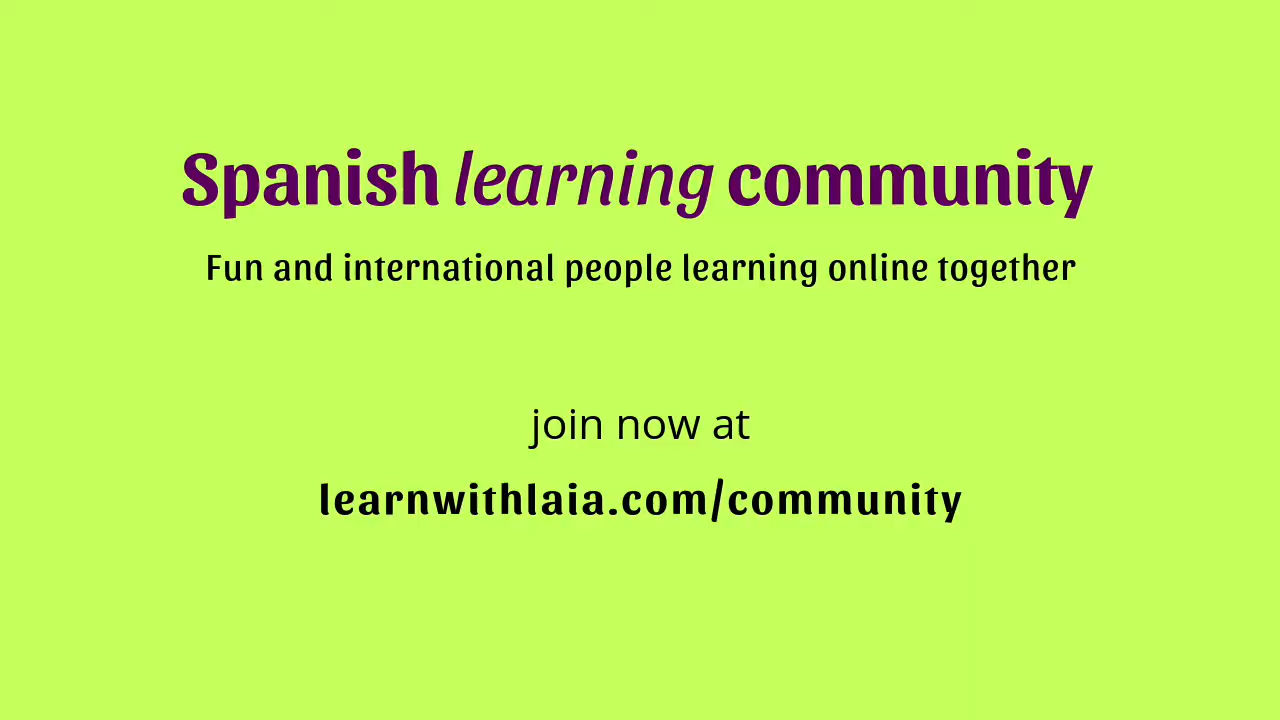 Spanish learning community
Fun and international people learning online together
join now at
learnwithlaia.com/community